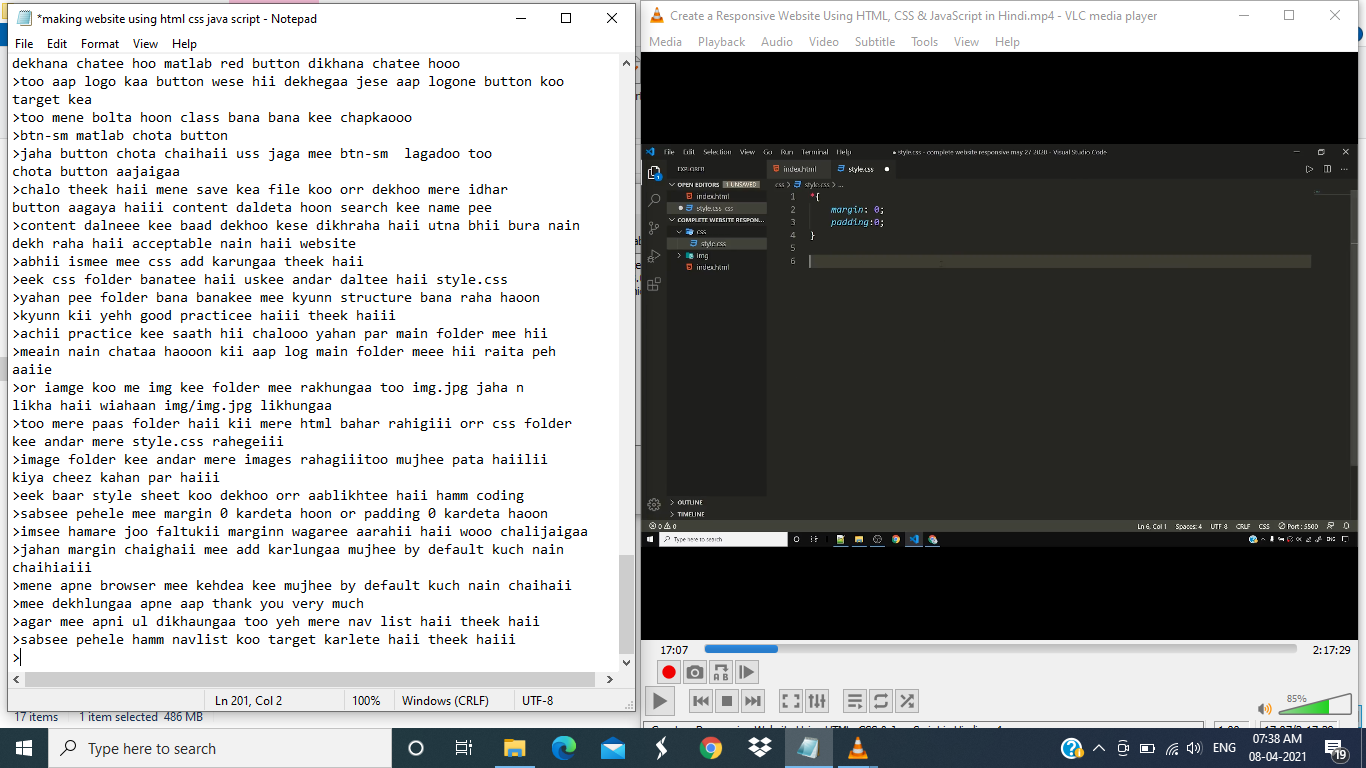 *making website using html css java script - Notepad
File Edit Format View Help
dekhana chatee hoo matlab red button dikhana chatee hooo
>too aap logo kaa button wese hii dekhegaa jese aap logone button koo
target kea
>too mene bolta hoon class bana bana kee chapkaooo
>btn-sm matlab chota button
>jaha button chota chaihaii uss jaga mee btn-sm  lagadoo too
chota button aajaigaa
>chalo theek haii mene save kea file koo orr dekhoo mere idhar
button aagaya haiii content daldeta hoon search kee name pee
>content dalneee kee baad dekhoo kese dikhraha haii utna bhii bura nain
dekh raha haii acceptable nain haii website
>abhii ismee mee css add karungaa theek haii
>eek css folder banatee haii uskee andar daltee haii style.css
>yahan pee folder bana banakee mee kyunn structure bana raha haoon
>kyunn kii yehh good practicee haiii theek haiii
>achii practice kee saath hii chalooo yahan par main folder mee hii
>meain nain chataa haooon kii aap log main folder meee hii raita peh
aaiie
>or iamge koo me img kee folder mee rakhungaa too img.jpg jaha n
likha haii wiahaan img/img.jpg likhungaa
>too mere paas folder haii kii mere html bahar rahigiii orr css folder
kee andar mere style.css rahegeiii
>image folder kee andar mere images rahagiiitoo mujhee pata haiilii
kiya cheez kahan par haiii
>eek baar style sheet koo dekhoo orr aablikhtee haii hamm coding
>sabsee pehele mee margin 0 kardeta hoon or padding 0 kardeta haoon
>imsee hamare joo faltukii marginn wagaree aarahii haii wooo chalijaigaa
>jahan margin chaighaii mee add karlungaa mujhee by default kuch nain
chaihiaiii
>mene apne browser mee kehdea kee mujhee by default kuch nain chaihaii
>mee dekhlungaa apne aap thank you very much
>agar mee apni ul dikhaungaa too yeh mere nav list haii theek haii
>sabsee pehele hamm navlist koo target karlete haii theek haiii
>
Ln 201, Col 2 100% Windows (CRLF) UTF-8
17 items 1 item selected 486 MB
Create a Responsive Website Using HTML, CSS & JavaScript in Hindi.mp4 - VLC media player
Media Playback Audio Video Subtitle Tools View Help
File Edit Selection View Go Run Terminal Help ● style.css - complete website responsive may 27 2020 - Visual Studio Code
EXPLORER
index.html style.css ●
OPEN EDITORS 1 UNSAVED
index.html
● style.css css
COMPLETE WEBSITE RESPON...
css
style.css
img
index.html
OUTLINE
TIMELINE
css > style.css > ...
1 *{
2 margin: 0;
3 padding:0;
4 }
5
6
0 0 Ln 6, Col 1 Spaces: 4 UTF-8 CRLF CSS Port : 5500
Type here to search
ENG
17:07 2:17:29
85%
Type here to search
ENG 07:38 AM
08-04-2021
19